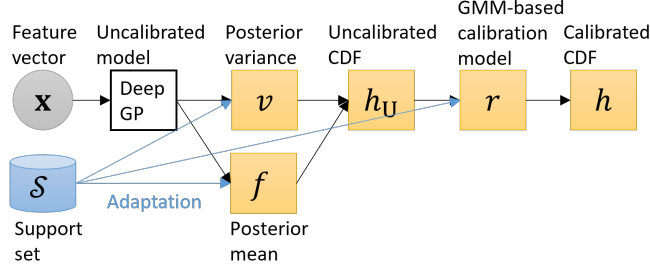 Feature
vector
Uncalibrated
model
Posterior
variance
Uncalibrated
CDF
GMM-based
calibration
model
Calibrated
CDF
x
Deep
GP
v
h_U
r
h
S
Adaptation
f
Support
set
Posterior
mean